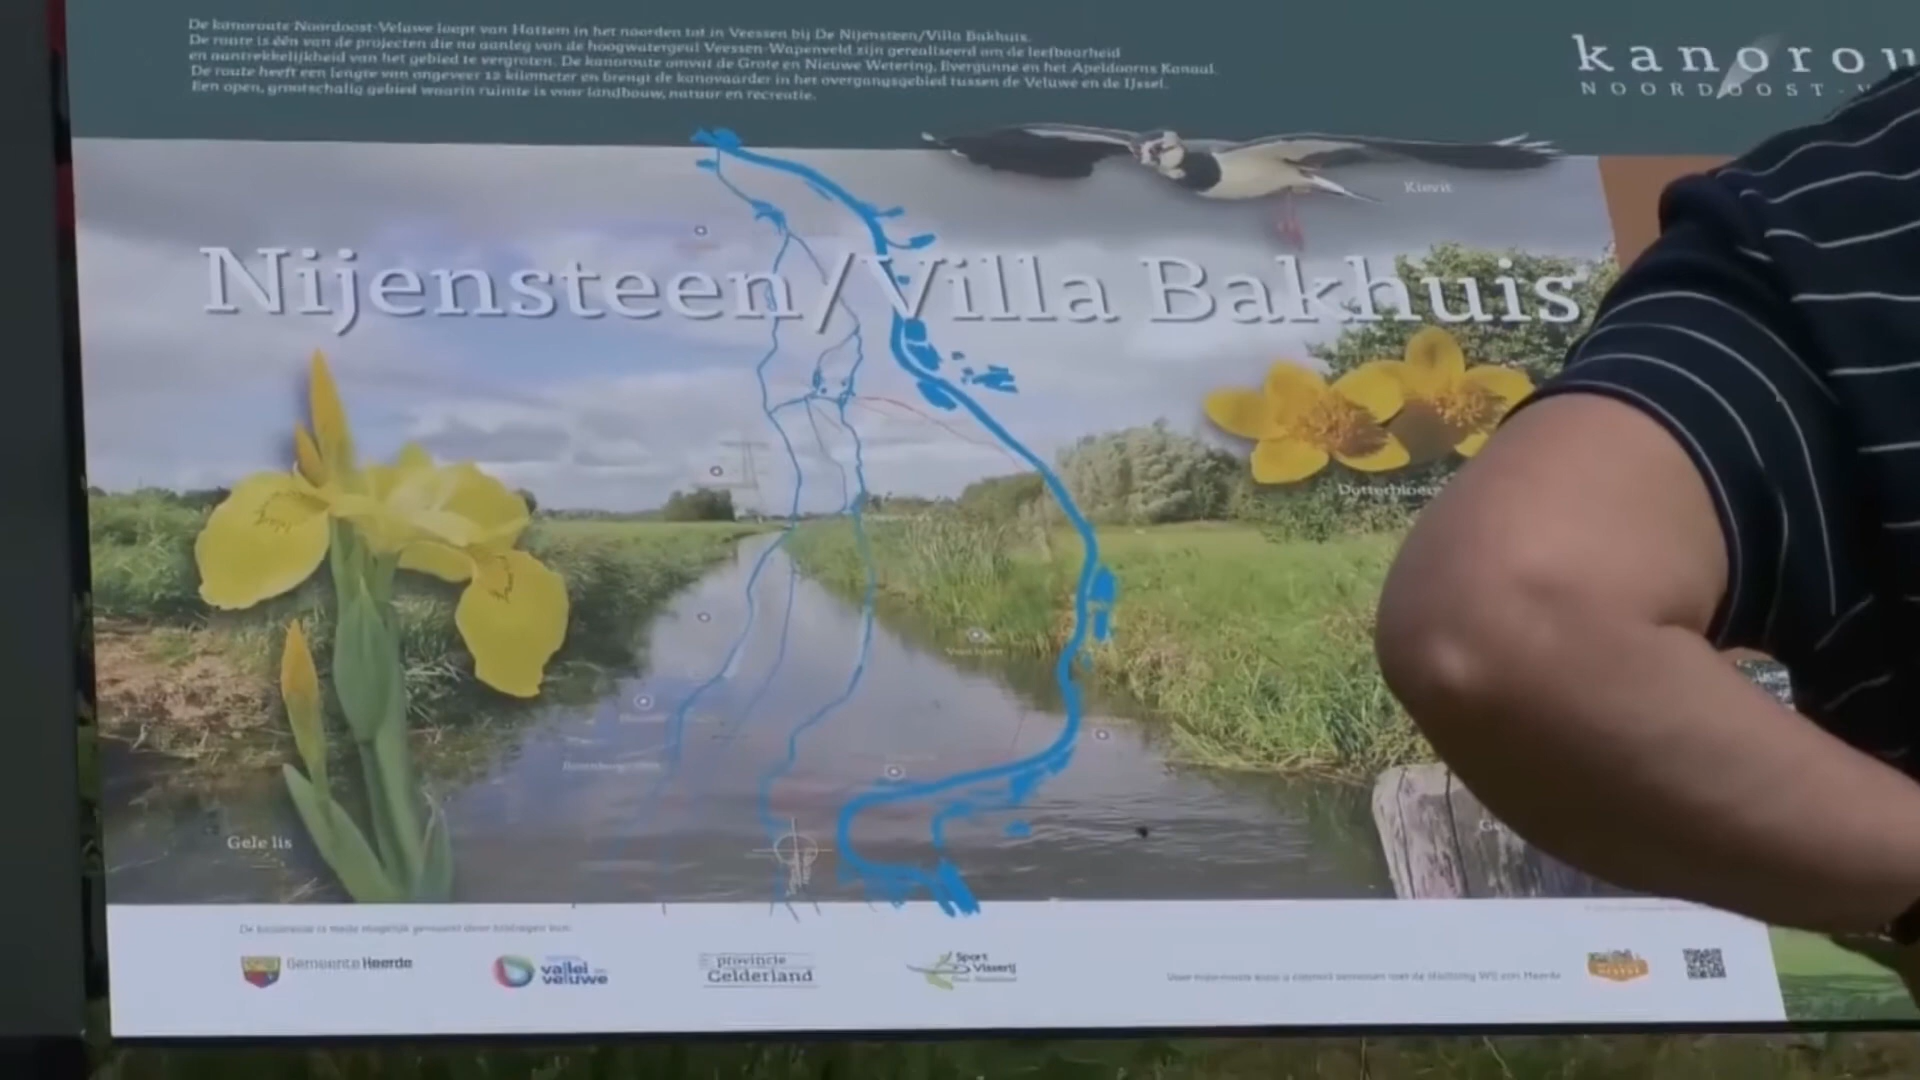 De kanoroute Noordoost-Veluwe loopt van Hattem in het noorden tot in Veessen bij De Nijensteen/Villa Bakhuis.
De route is één van de projecten die na aanleg van de hoogwatergeul Veessen-Wapenveld zijn gerealiseerd om de leefbaarheid
en aantrekkelijkheid van het gebied te vergroten. De kanoroute omvat de Grote en Nieuwe Wetering, Evergunne en het Apeldoorns Kanaal.
De route heeft een lengte van ongeveer 12 kilometer en brengt de kanovaarder in het overgangsgebied tussen de Veluwe en de IJssel.
Een open, grootschalig gebied waarin ruimte is voor landbouw, natuur en recreatie.
kanorou
NOORDOOST-V
Kievit
Nijensteen/Villa Bakhuis
Gele lis
Gemeente Heerde
vallei en veluwe
provincie
Gelderland
Sport
Visserij